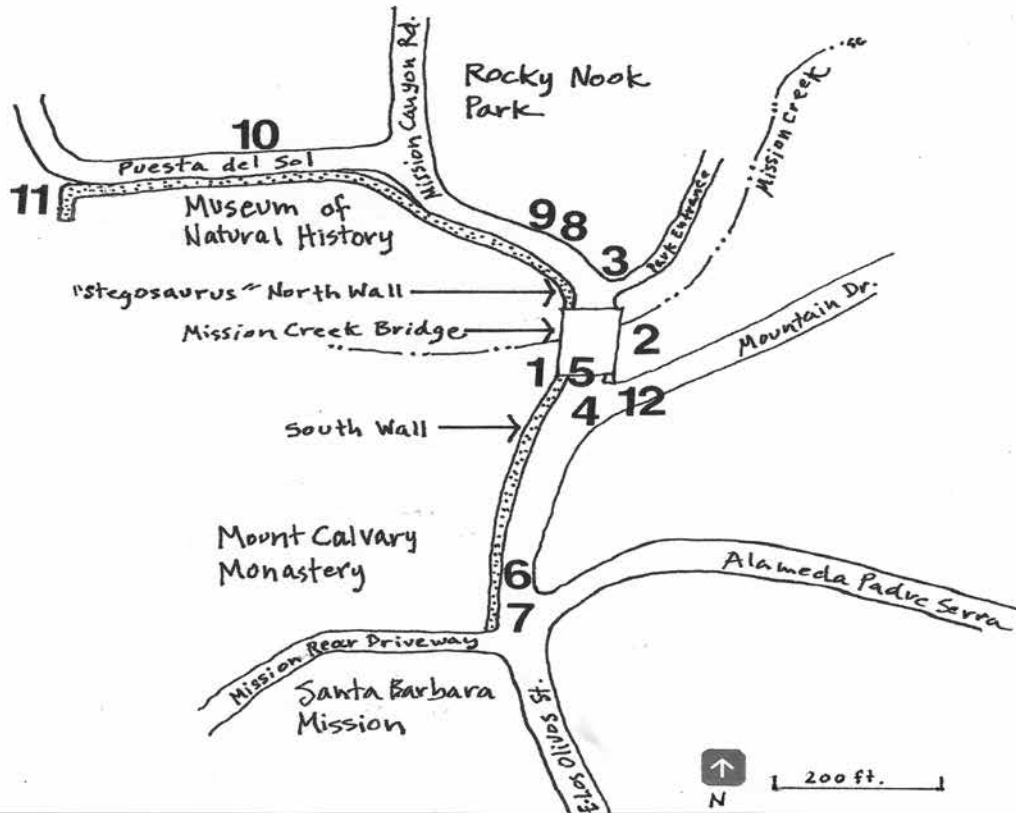 Mission Canyon Rd.
Rocky Nook
Park
Mission Creek
10
Puesta del Sol
11
Museum of
Natural History
9
8
3
Park Entrance
"Stegosaurus" North Wall
Mission Creek Bridge
2
Mountain Dr.
1
5
4
12
South Wall
Mount Calvary
Monastery
6
7
Alameda Padre Serra
Mission Rear Driveway
Santa Barbara
Mission
E. Los Olivos St.
N
200 ft.